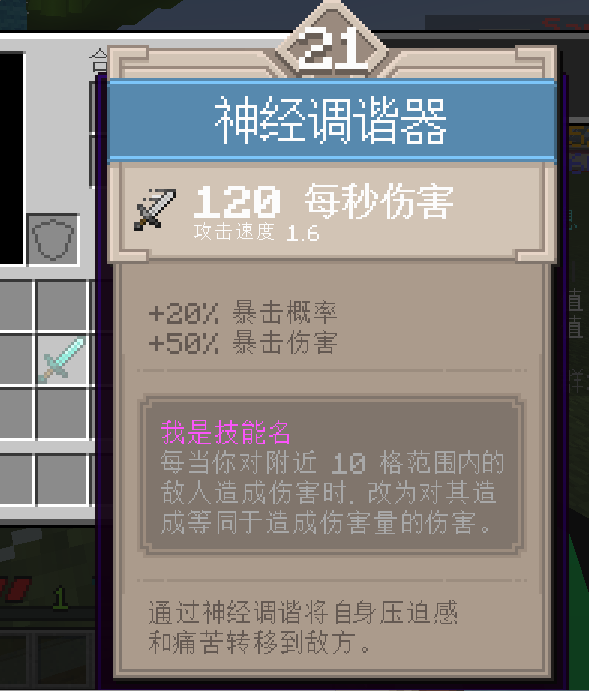 21
神经调谐器
120 每秒伤害
攻击速度 1.6
+20% 暴击概率
+50% 暴击伤害
我是技能名
每当你对附近 10 格范围内的
敌人造成伤害时，改为对其造
成等同于造成伤害量的伤害。
通过神经调谐将自身压迫感
和痛苦转移到敌方。
合
1
值
值